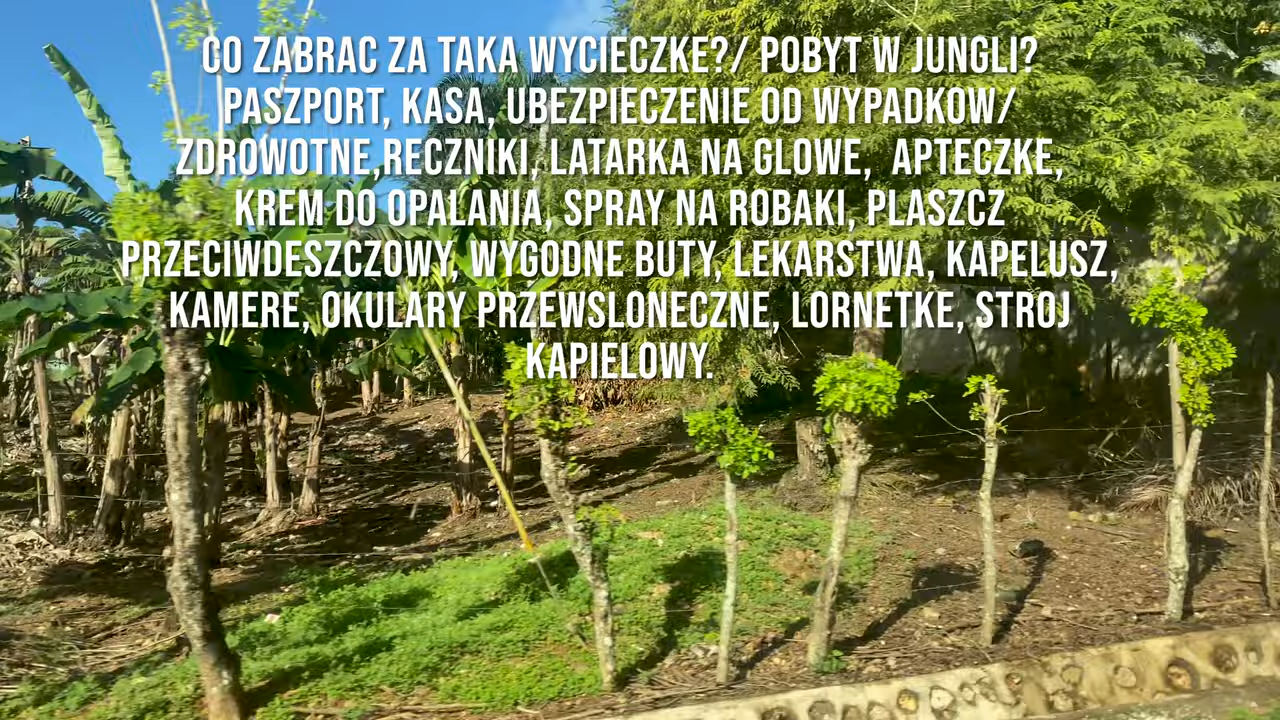 CO ZABRAC ZA TAKA WYCIECZKE?/ POBYT W JUNGLI?
PASZPORT, KASA, UBEZPIECZENIE OD WYPADKOW/
ZDROWOTNE,RECZNIKI, LATARKA NA GLOWE, APTECZKE,
KREM DO OPALANIA, SPRAY NA ROBAKI, PLASZCZ
PRZECIWDESZCZOWY, WYGODNE BUTY, LEKARSTWA, KAPELUSZ,
KAMERE, OKULARY PRZEWSLONECZNE, LORNETKE, STROJ
KAPIELOWY.